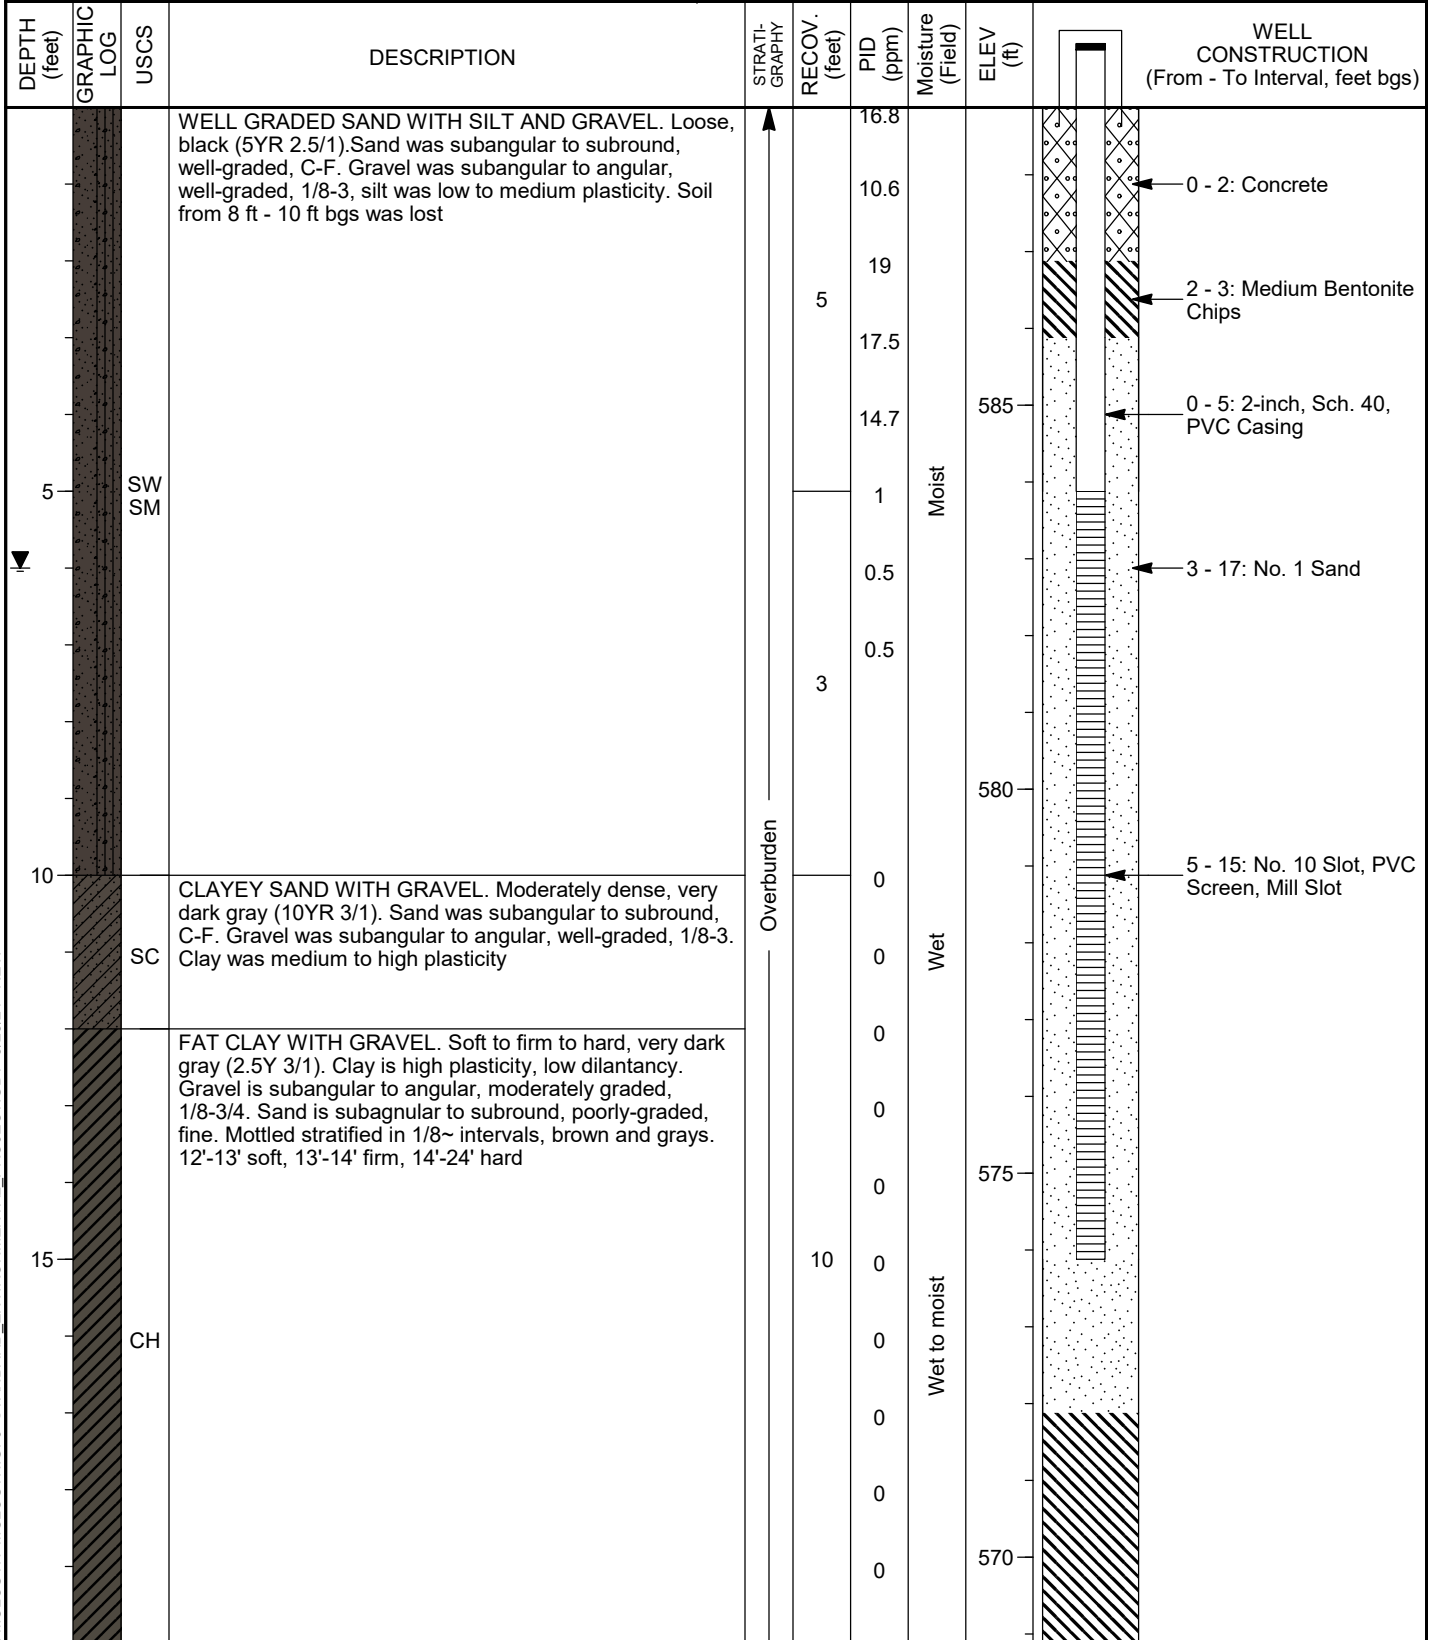 DEPTH
(feet)
GRAPHIC
LOG
USCS
DESCRIPTION
STRATI-
GRAPHY
RECOV.
(feet)
PID
(ppm)
Moisture
(Field)
ELEV
(ft)
WELL
CONSTRUCTION
(From - To Interval, feet bgs)
WELL GRADED SAND WITH SILT AND GRAVEL. Loose,
black (5YR 2.5/1).Sand was subangular to subround,
well-graded, C-F. Gravel was subangular to angular,
well-graded, 1/8-3, silt was low to medium plasticity. Soil
from 8 ft - 10 ft bgs was lost
16.8
10.6
0 - 2: Concrete
19
5
2 - 3: Medium Bentonite
Chips
17.5
14.7
585
0 - 5: 2-inch, Sch. 40,
PVC Casing
5
SW
SM
1
Moist
0.5
3 - 17: No. 1 Sand
0.5
3
580
Overburden
10
CLAYEY SAND WITH GRAVEL. Moderately dense, very
dark gray (10YR 3/1). Sand was subangular to subround,
C-F. Gravel was subangular to angular, well-graded, 1/8-3.
Clay was medium to high plasticity
SC
0
0
Wet
5 - 15: No. 10 Slot, PVC
Screen, Mill Slot
FAT CLAY WITH GRAVEL. Soft to firm to hard, very dark
gray (2.5Y 3/1). Clay is high plasticity, low dilantancy.
Gravel is subangular to angular, moderately graded,
1/8-3/4. Sand is subagnular to subround, poorly-graded,
fine. Mottled stratified in 1/8~ intervals, brown and grays.
12'-13' soft, 13'-14' firm, 14'-24' hard
0
0
0
575
15
10
0
CH
0
Wet to moist
0
0
0
570